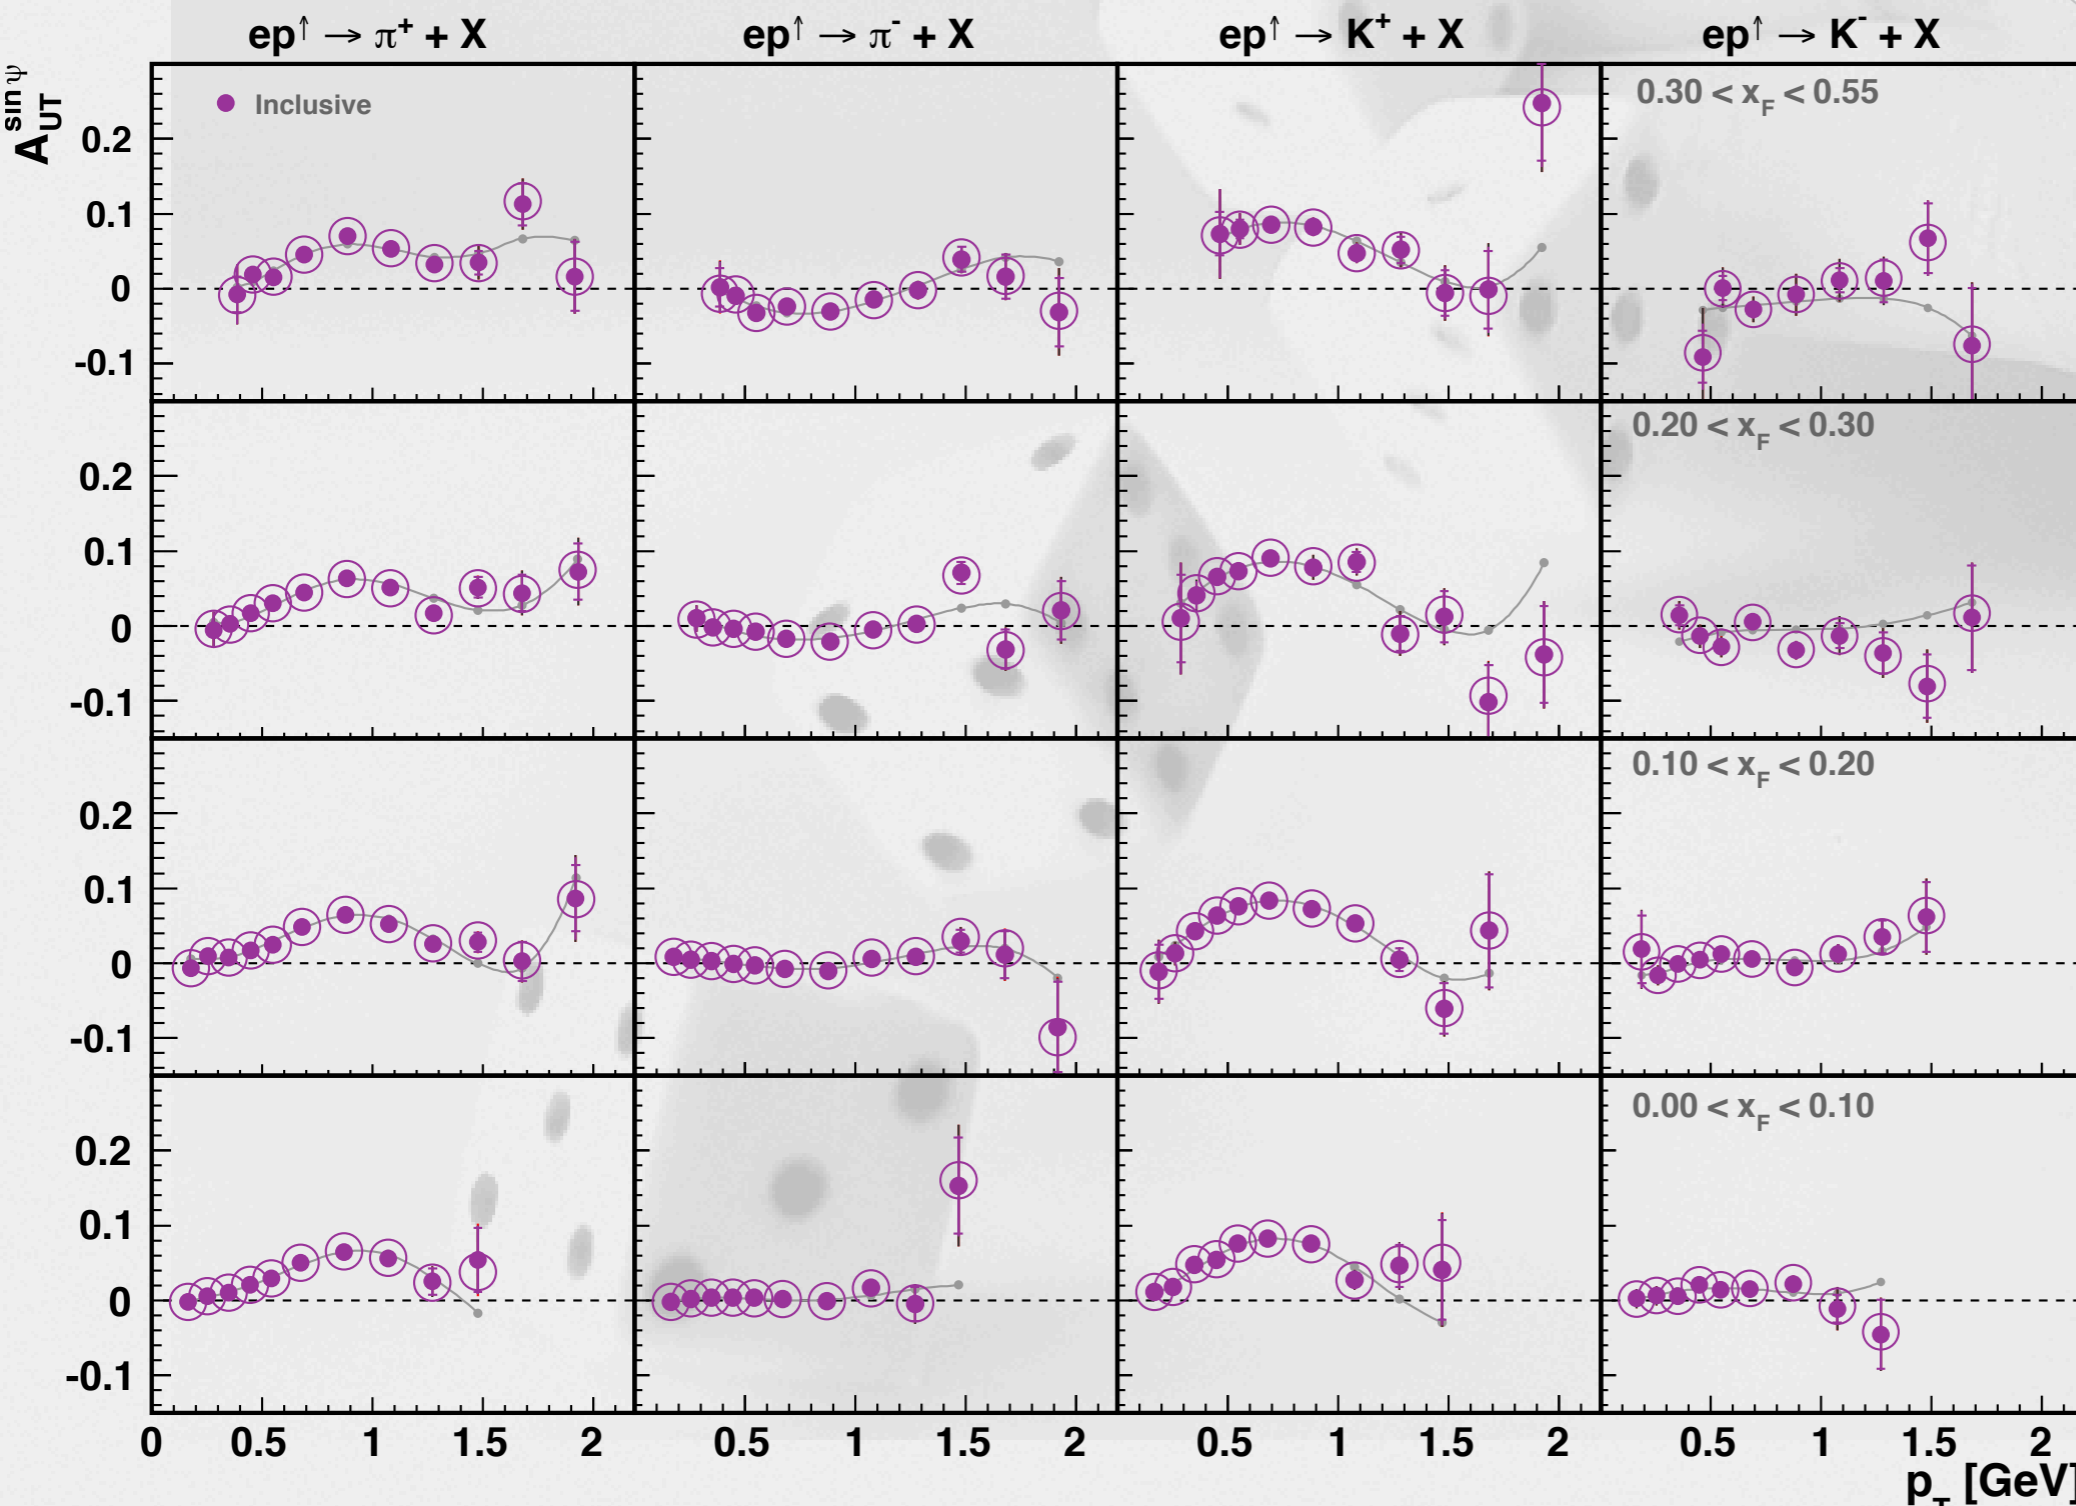 ep↑ → π+ + X ep↑ → π- + X ep↑ → K+ + X ep↑ → K- + X
A_UT^sin ψ
Inclusive
0.30 < x_F < 0.55
0.2
0.1
0
-0.1
0.20 < x_F < 0.30
0.2
0.1
0
-0.1
0.10 < x_F < 0.20
0.2
0.1
0
-0.1
0.00 < x_F < 0.10
0.2
0.1
0
-0.1
0 0.5 1 1.5 2 0.5 1 1.5 2 0.5 1 1.5 2 0.5 1 1.5 2
p_T [GeV]